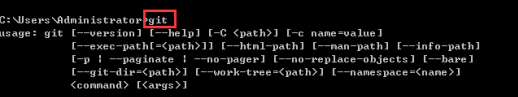 C:\Users\Administrator>git
usage: git [--version] [--help] [-C <path>] [-c name=value]
[--exec-path[=<path>]] [--html-path] [--man-path] [--info-path]
[-p | --paginate | --no-pager] [--no-replace-objects] [--bare]
[--git-dir=<path>] [--work-tree=<path>] [--namespace=<name>]
<command> [<args>]